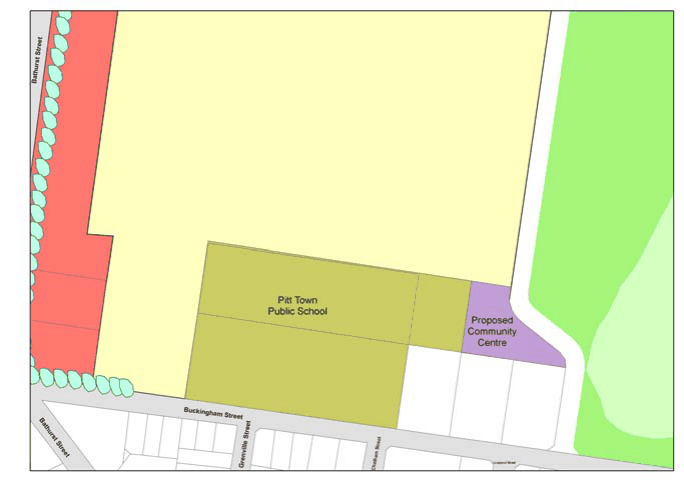 Bathurst Street
Pitt Town
Public School
Proposed
Community
Centre
Buckingham Street
Bathurst Street
Grenville Street
Chatham Street